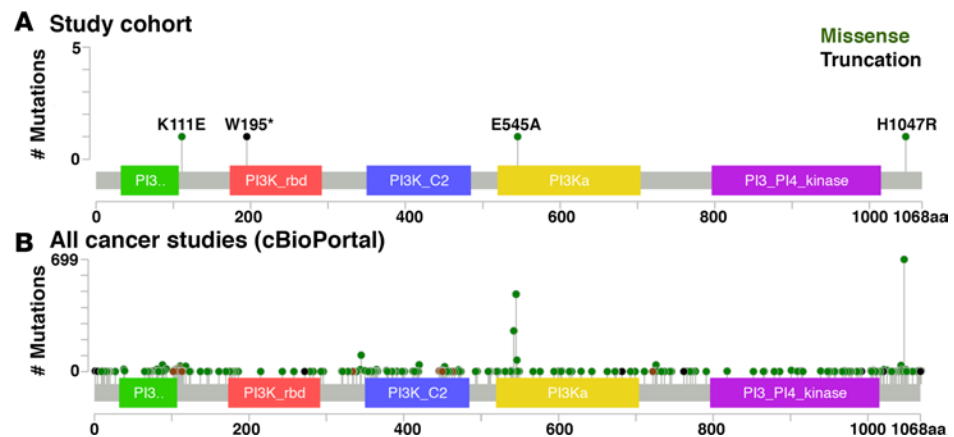 A Study cohort
Missense
Truncation
# Mutations
5
0
K111E W195* E545A H1047R
PI3.. PI3K_rbd PI3K_C2 PI3Ka PI3_PI4_kinase
0 200 400 600 800 1000 1068aa
B All cancer studies (cBioPortal)
# Mutations
699
0
PI3.. PI3K_rbd PI3K_C2 PI3Ka PI3_PI4_kinase
0 200 400 600 800 1000 1068aa